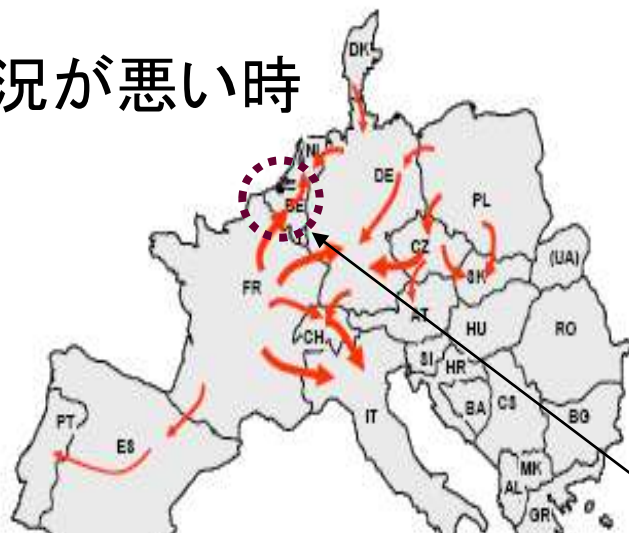 況が悪い時
DK
NL
DE
BE
PL
CZ
(UA)
SK
FR
AT
CH
HU
RO
SI
HR
PT
ES
IT
BA
CS
BG
MK
AL
GR